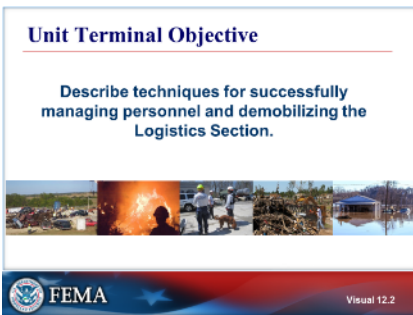 Unit Terminal Objective
Describe techniques for successfully
managing personnel and demobilizing the
Logistics Section.
FEMA
Visual 12.2